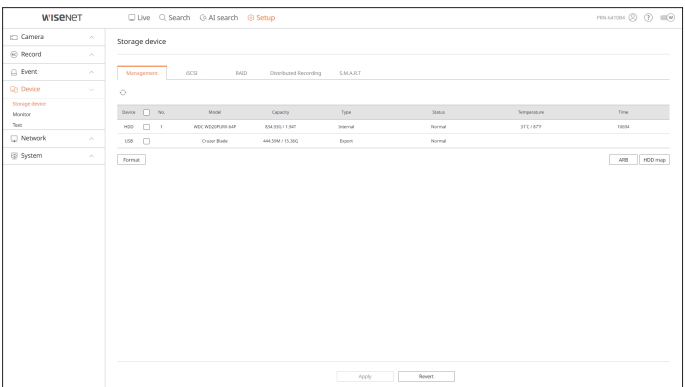 WISENET
Live Search AI search Setup
PRN-6410B4
Camera
Record
Event
Device
Storage device
Monitor
Text
Network
System
Storage device
Management iSCSI RAID Distributed Recording S.M.A.R.T
Device No. Model Capacity Type Status Temperature Time
HDD 1 WDC WD20PURX-64P 834.93G / 1.94T Internal Normal 31°C / 87°F 10694
USB Cruzer Blade 444.59M / 15.36G Export Normal
Format ARB HDD map
Apply Revert